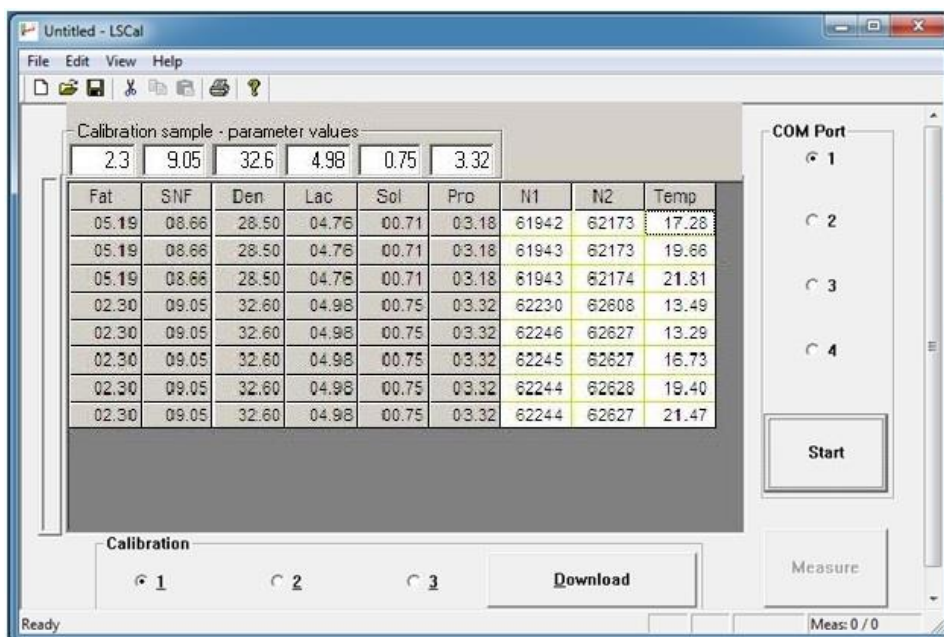 Untitled - LSCal
File Edit View Help
Calibration sample - parameter values
2.3 9.05 32.6 4.98 0.75 3.32
Fat SNF Den Lac Sol Pro N1 N2 Temp
05.19 08.66 28.50 04.76 00.71 03.18 61942 62173 17.28
05.19 08.66 28.50 04.76 00.71 03.18 61943 62173 19.66
05.19 08.66 28.50 04.76 00.71 03.18 61943 62174 21.81
02.30 09.05 32.60 04.98 00.75 03.32 62230 62608 13.49
02.30 09.05 32.60 04.98 00.75 03.32 62246 62627 13.29
02.30 09.05 32.60 04.98 00.75 03.32 62245 62627 16.73
02.30 09.05 32.60 04.98 00.75 03.32 62244 62628 19.40
02.30 09.05 32.60 04.98 00.75 03.32 62244 62627 21.47
COM Port
1
2
3
4
Start
Measure
Calibration
1 2 3 Download
Ready Meas: 0 / 0